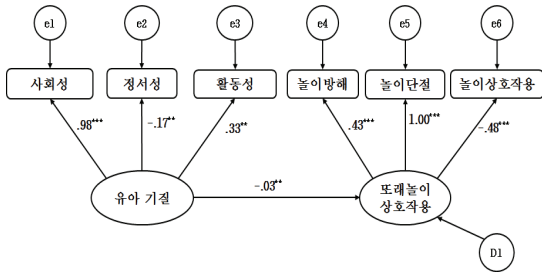 e1 e2 e3 e4 e5 e6
사회성 정서성 활동성 놀이방해 놀이단절 놀이상호작용
.98*** -.17** .33** .43*** 1.00*** -.48***
유아 기질 -.03** 또래놀이
상호작용
D1